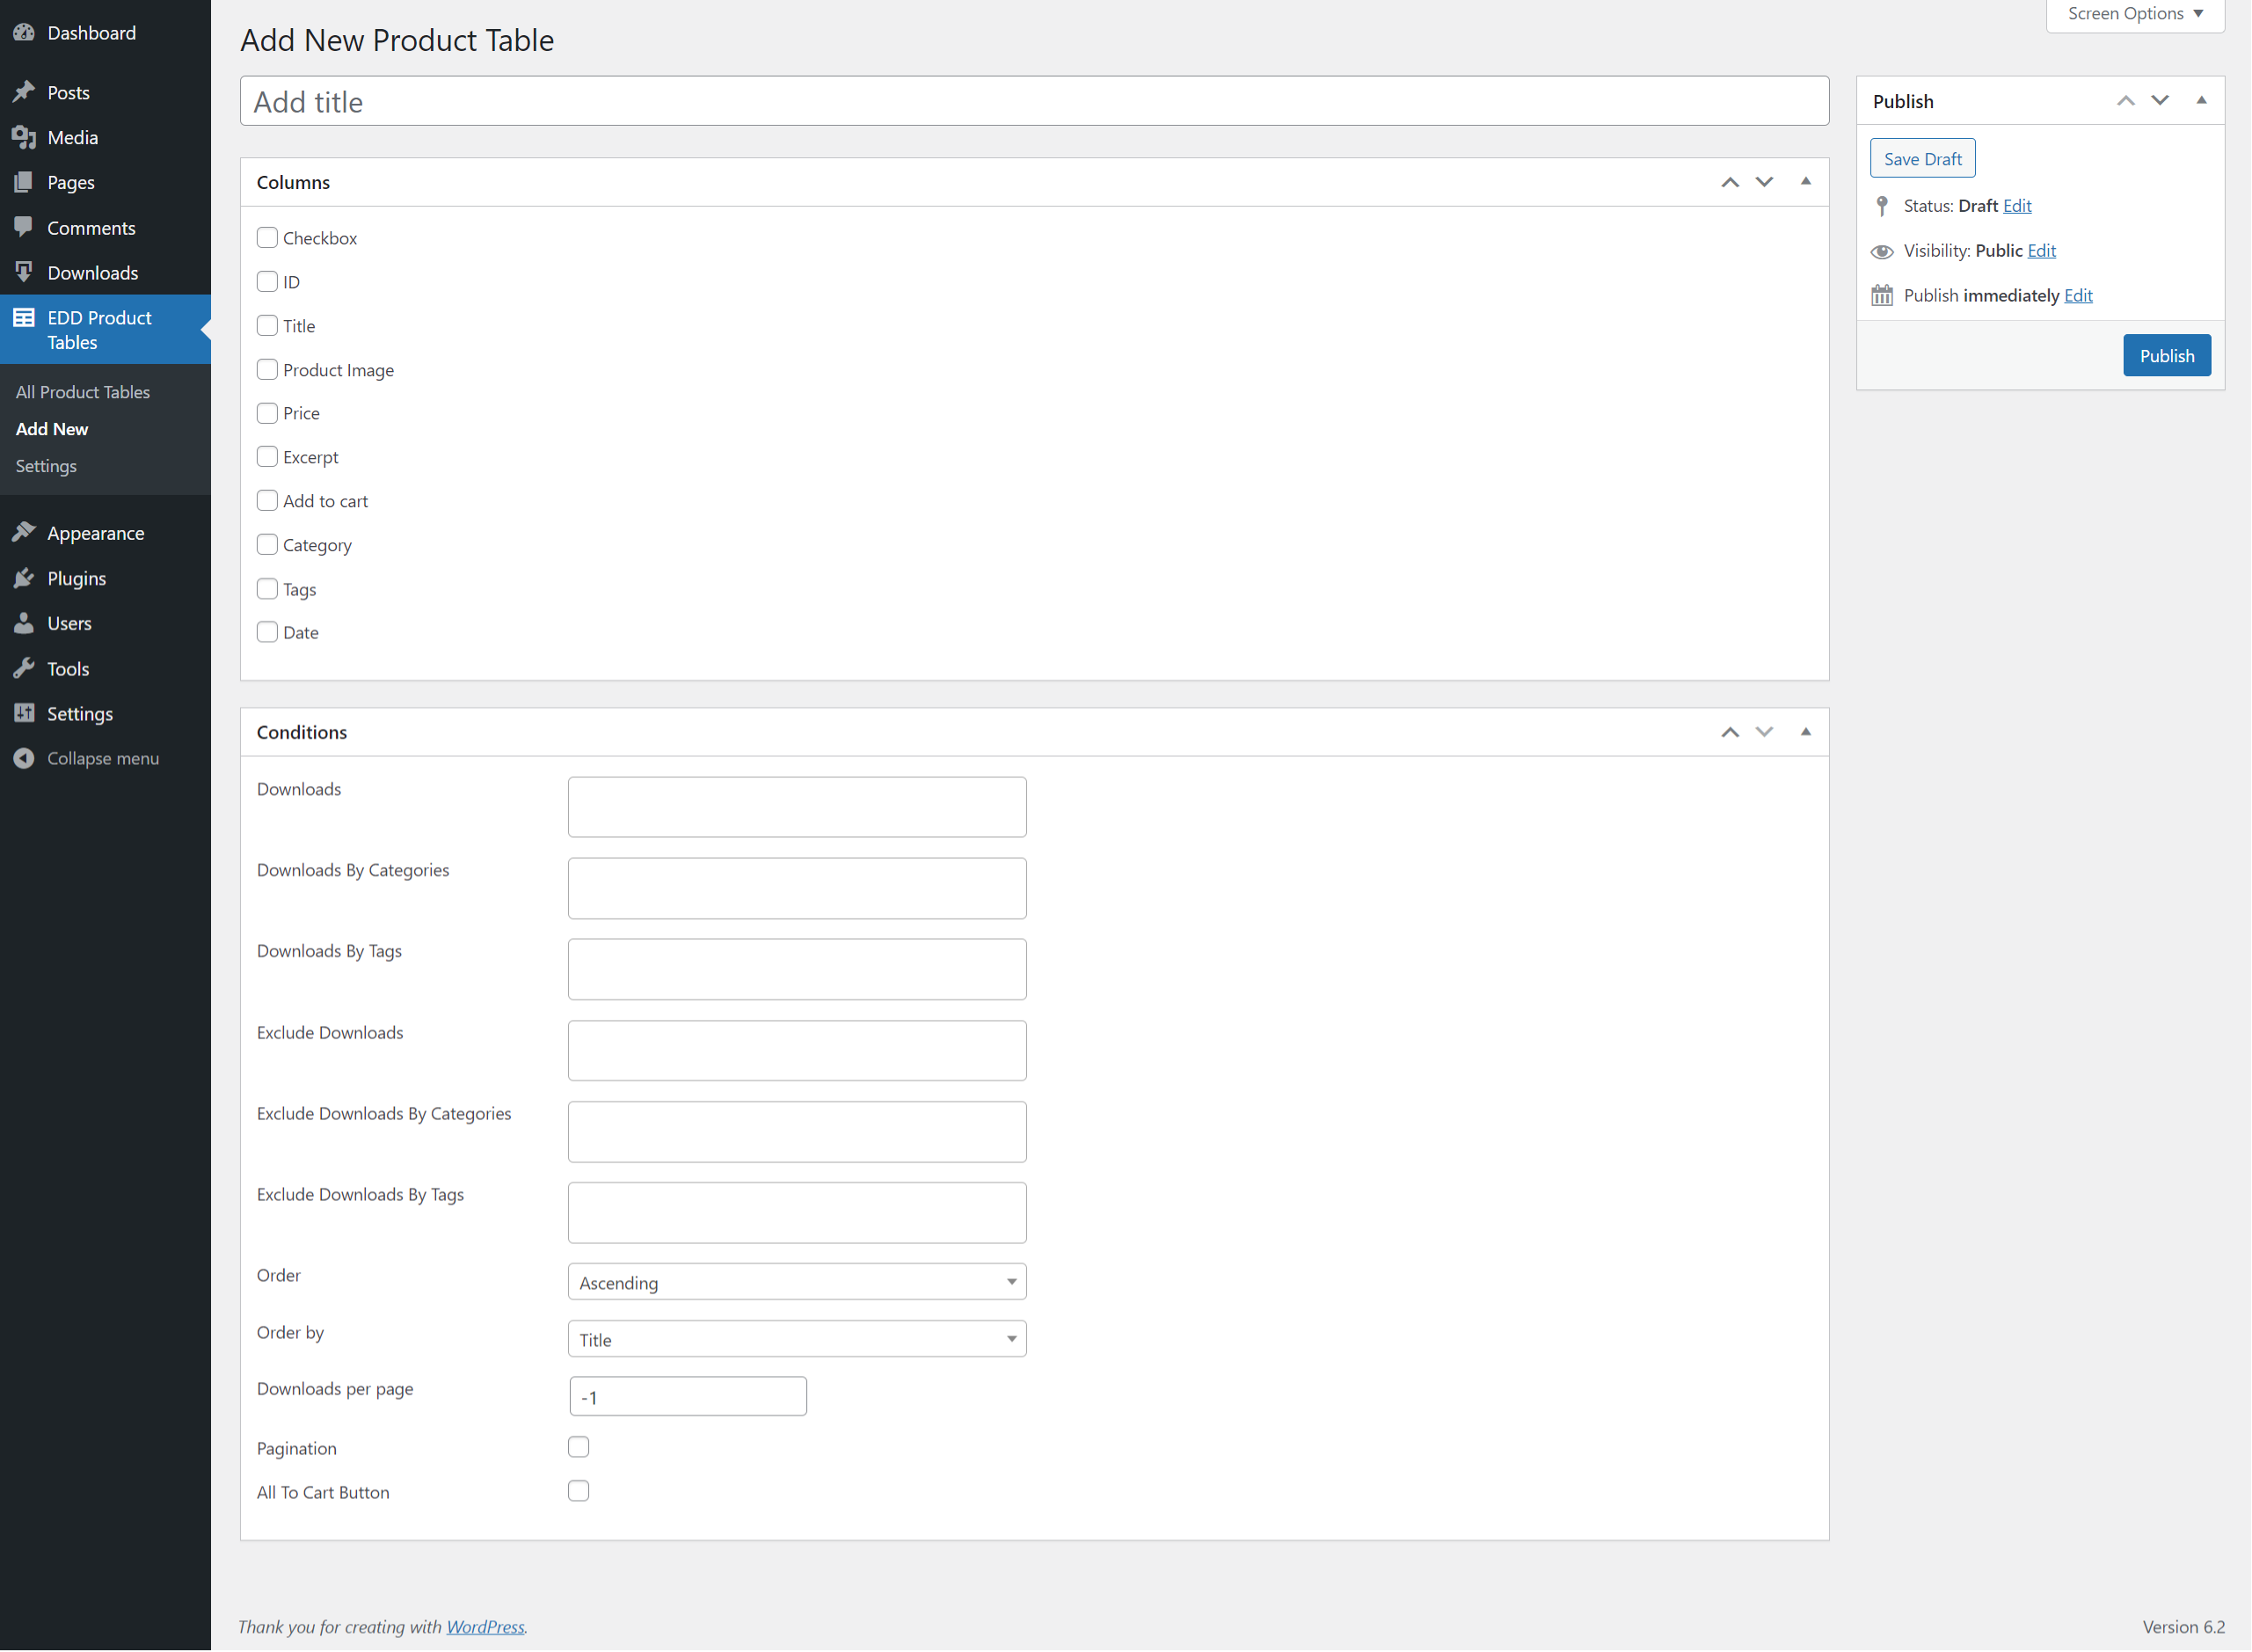 Dashboard
Posts
Media
Pages
Comments
Downloads
EDD Product
Tables
All Product Tables
Add New
Settings
Appearance
Plugins
Users
Tools
Settings
Collapse menu
Screen Options
Add New Product Table
Add title
Columns
Checkbox
ID
Title
Product Image
Price
Excerpt
Add to cart
Category
Tags
Date
Conditions
Downloads
Downloads By Categories
Downloads By Tags
Exclude Downloads
Exclude Downloads By Categories
Exclude Downloads By Tags
Order
Ascending
Order by
Title
Downloads per page
-1
Pagination
All To Cart Button
Publish
Save Draft
Status: Draft Edit
Visibility: Public Edit
Publish immediately Edit
Publish
Thank you for creating with WordPress.
Version 6.2